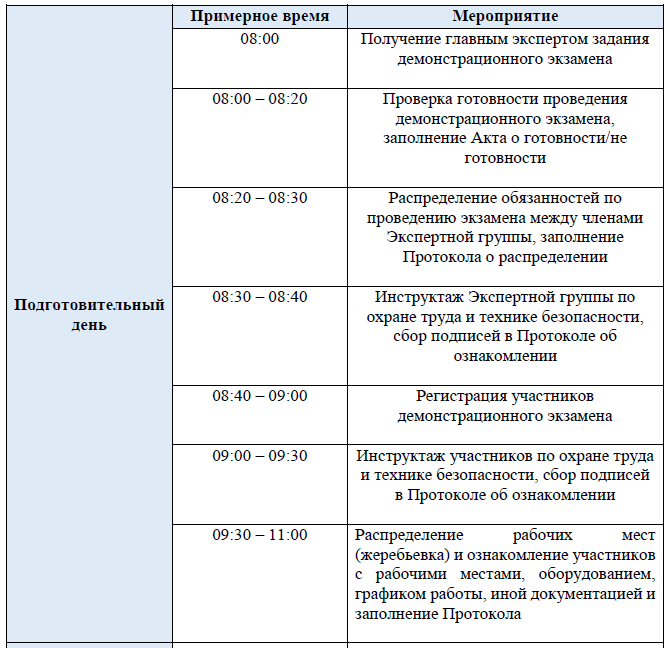 Примерное время
Мероприятие
Подготовительный
день
08:00
Получение главным экспертом задания
демонстрационного экзамена
08:00 – 08:20
Проверка готовности проведения
демонстрационного экзамена,
заполнение Акта о готовности/не
готовности
08:20 – 08:30
Распределение обязанностей по
проведению экзамена между членами
Экспертной группы, заполнение
Протокола о распределении
08:30 – 08:40
Инструктаж Экспертной группы по
охране труда и технике безопасности,
сбор подписей в Протоколе об
ознакомлении
08:40 – 09:00
Регистрация участников
демонстрационного экзамена
09:00 – 09:30
Инструктаж участников по охране труда
и технике безопасности, сбор подписей
в Протоколе об ознакомлении
09:30 – 11:00
Распределение рабочих мест
(жеребьевка) и ознакомление участников
с рабочими местами, оборудованием,
графиком работы, иной документацией и
заполнение Протокола